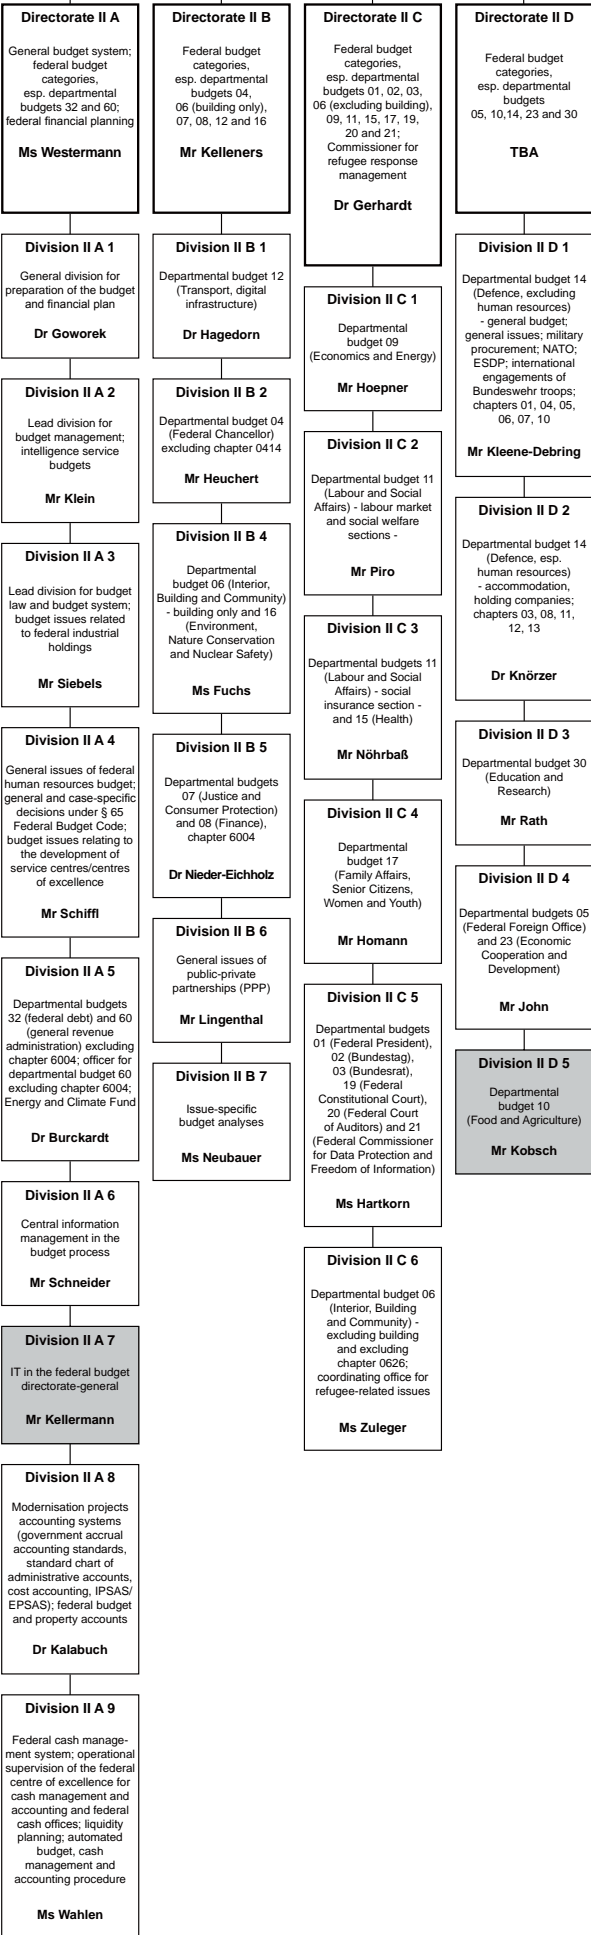 Directorate II A
General budget system;
federal budget
categories,
esp. departmental
budgets 32 and 60;
federal financial planning
Ms Westermann
Division II A 1
General division for
preparation of the budget
and financial plan
Dr Goworek
Division II A 2
Lead division for
budget management;
intelligence service
budgets
Mr Klein
Division II A 3
Lead division for budget
law and budget system;
budget issues related
to federal industrial
holdings
Mr Siebels
Division II A 4
General issues of federal
human resources budget;
general and case-specific
decisions under § 65
Federal Budget Code;
budget issues relating to
the development of
service centres/centres
of excellence
Mr Schiffl
Division II A 5
Departmental budgets
32 (federal debt) and 60
(general revenue
administration) excluding
chapter 6004; officer for
departmental budget 60
excluding chapter 6004;
Energy and Climate Fund
Dr Burckardt
Division II A 6
Central information
management in the
budget process
Mr Schneider
Division II A 7
IT in the federal budget
directorate-general
Mr Kellermann
Division II A 8
Modernisation projects
accounting systems
(government accrual
accounting standards,
standard chart of
administrative accounts,
cost accounting, IPSAS/
EPSAS); federal budget
and property accounts
Dr Kalabuch
Division II A 9
Federal cash manage-
ment system; operational
supervision of the federal
centre of excellence for
cash management and
accounting and federal
cash offices; liquidity
planning; automated
budget, cash
management and
accounting procedure
Ms Wahlen
Directorate II B
Federal budget
categories,
esp. departmental
budgets 04,
06 (building only),
07, 08, 12 and 16
Mr Kelleners
Division II B 1
Departmental budget 12
(Transport, digital
infrastructure)
Dr Hagedorn
Division II B 2
Departmental budget 04
(Federal Chancellor)
excluding chapter 0414
Mr Heuchert
Division II B 4
Departmental
budget 06 (Interior,
Building and Community)
- building only and 16
(Environment,
Nature Conservation
and Nuclear Safety)
Ms Fuchs
Division II B 5
Departmental budgets
07 (Justice and
Consumer Protection)
and 08 (Finance),
chapter 6004
Dr Nieder-Eichholz
Division II B 6
General issues of
public-private
partnerships (PPP)
Mr Lingenthal
Division II B 7
Issue-specific
budget analyses
Ms Neubauer
Directorate II C
Federal budget
categories,
esp. departmental
budgets 01, 02, 03,
06 (excluding building),
09, 11, 15, 17, 19,
20 and 21;
Commissioner for
refugee response
management
Dr Gerhardt
Division II C 1
Departmental
budget 09
(Economics and Energy)
Mr Hoepner
Division II C 2
Departmental budget 11
(Labour and Social
Affairs) - labour market
and social welfare
sections -
Mr Piro
Division II C 3
Departmental budgets 11
(Labour and Social
Affairs) - social
insurance section -
and 15 (Health)
Mr Nöhrbaß
Division II C 4
Departmental
budget 17
(Family Affairs,
Senior Citizens,
Women and Youth)
Mr Homann
Division II C 5
Departmental budgets
01 (Federal President),
02 (Bundestag),
03 (Bundesrat),
19 (Federal
Constitutional Court),
20 (Federal Court
of Auditors) and 21
(Federal Commissioner
for Data Protection and
Freedom of Information)
Ms Hartkorn
Division II C 6
Departmental budget 06
(Interior, Building
and Community) -
excluding building
and excluding
chapter 0626;
coordinating office for
refugee-related issues
Ms Zuleger
Directorate II D
Federal budget
categories,
esp. departmental
budgets
05, 10,14, 23 and 30
TBA
Division II D 1
Departmental budget 14
(Defence, excluding
human resources)
- general budget;
general issues; military
procurement; NATO;
ESDP; international
engagements of
Bundeswehr troops;
chapters 01, 04, 05,
06, 07, 10
Mr Kleene-Debring
Division II D 2
Departmental budget 14
(Defence, esp.
human resources)
- accommodation,
holding companies;
chapters 03, 08, 11,
12, 13
Dr Knörzer
Division II D 3
Departmental budget 30
(Education and
Research)
Mr Rath
Division II D 4
Departmental budgets 05
(Federal Foreign Office)
and 23 (Economic
Cooperation and
Development)
Mr John
Division II D 5
Departmental
budget 10
(Food and Agriculture)
Mr Kobsch